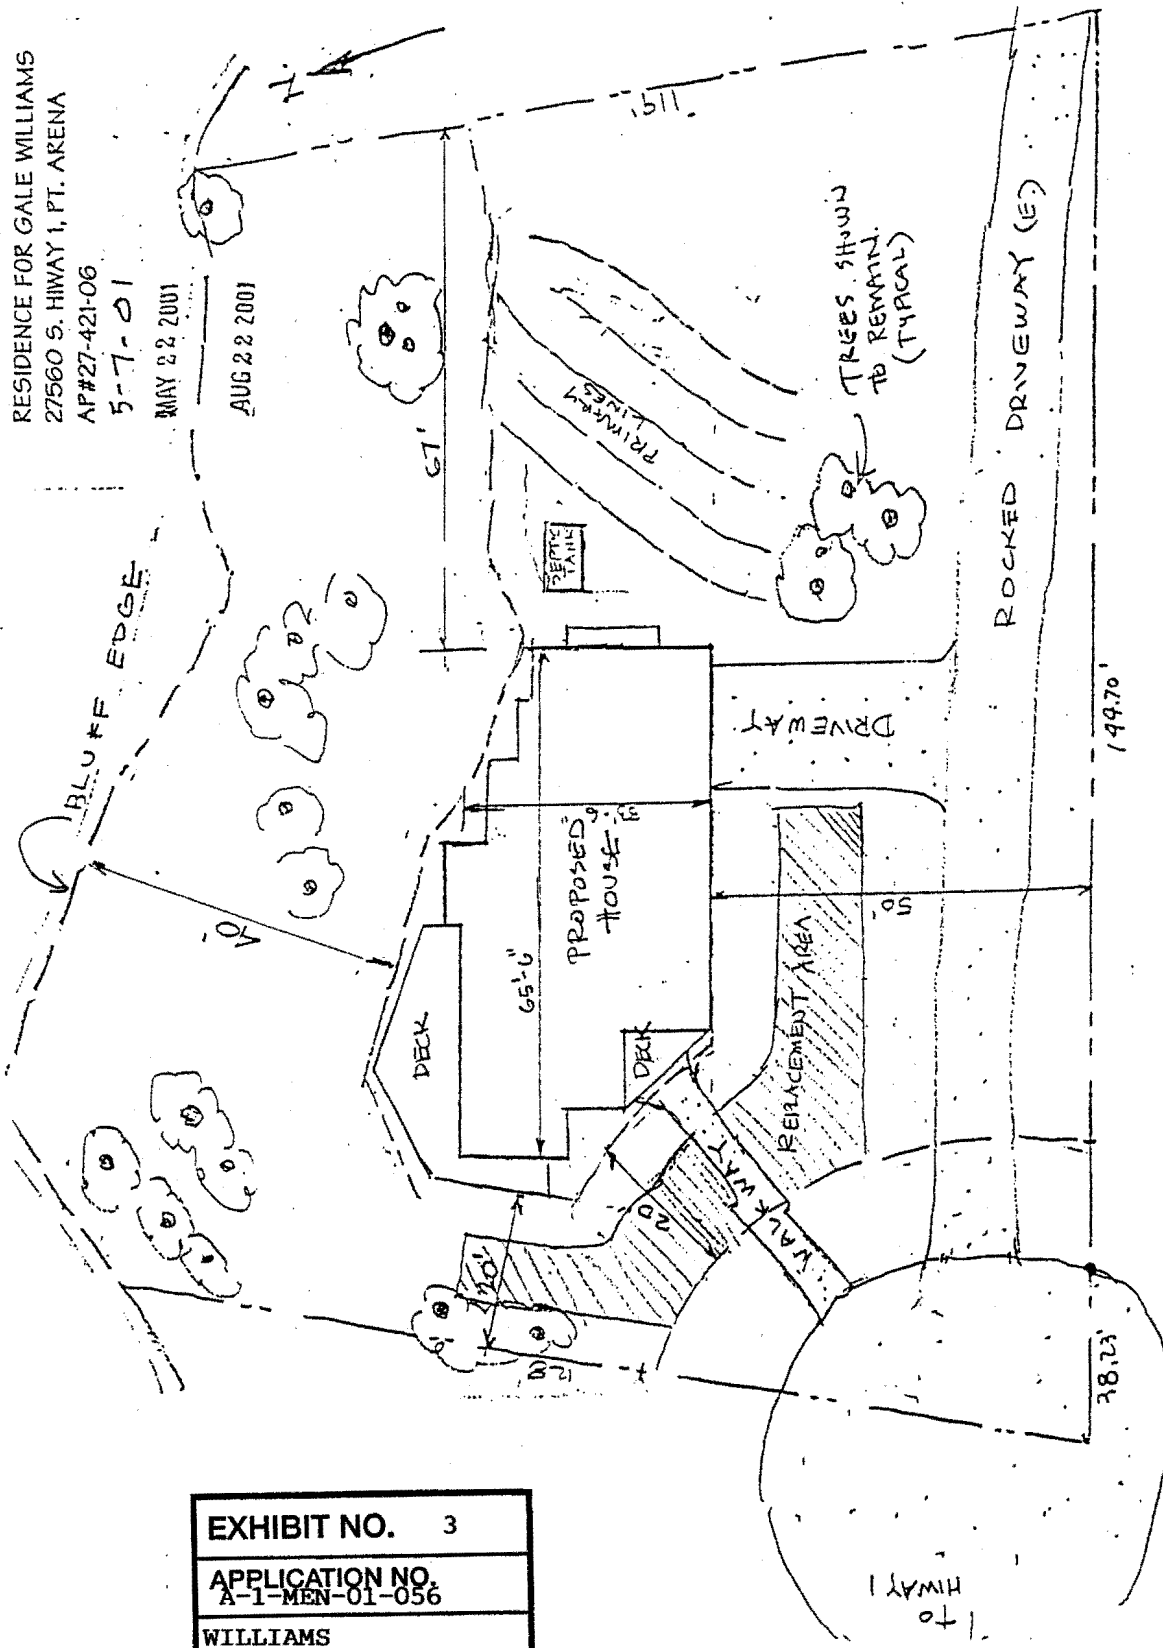 RESIDENCE FOR GALE WILLIAMS
27560 S. HIWAY 1, PT. ARENA
AP#27-421-06
5-7-01
MAY 22 2001
AUG 22 2001
N
BLUFF EDGE
119'
67'
PRIMARY
LINES
SEPTIC
TANK
TREES SHOWN
TO REMAIN.
(TYPICAL)
ROCKED DRIVEWAY (E)
DRIVEWAY
PROPOSED
HOUSE
33'-6"
65'-6"
DECK
DECK
50'
199.70'
REPLACEMENT AREA
WALKWAY
20
20'
38.23'
TO
HIWAY 1
EXHIBIT NO. 3
APPLICATION NO.
A-1-MEN-01-056
WILLIAMS